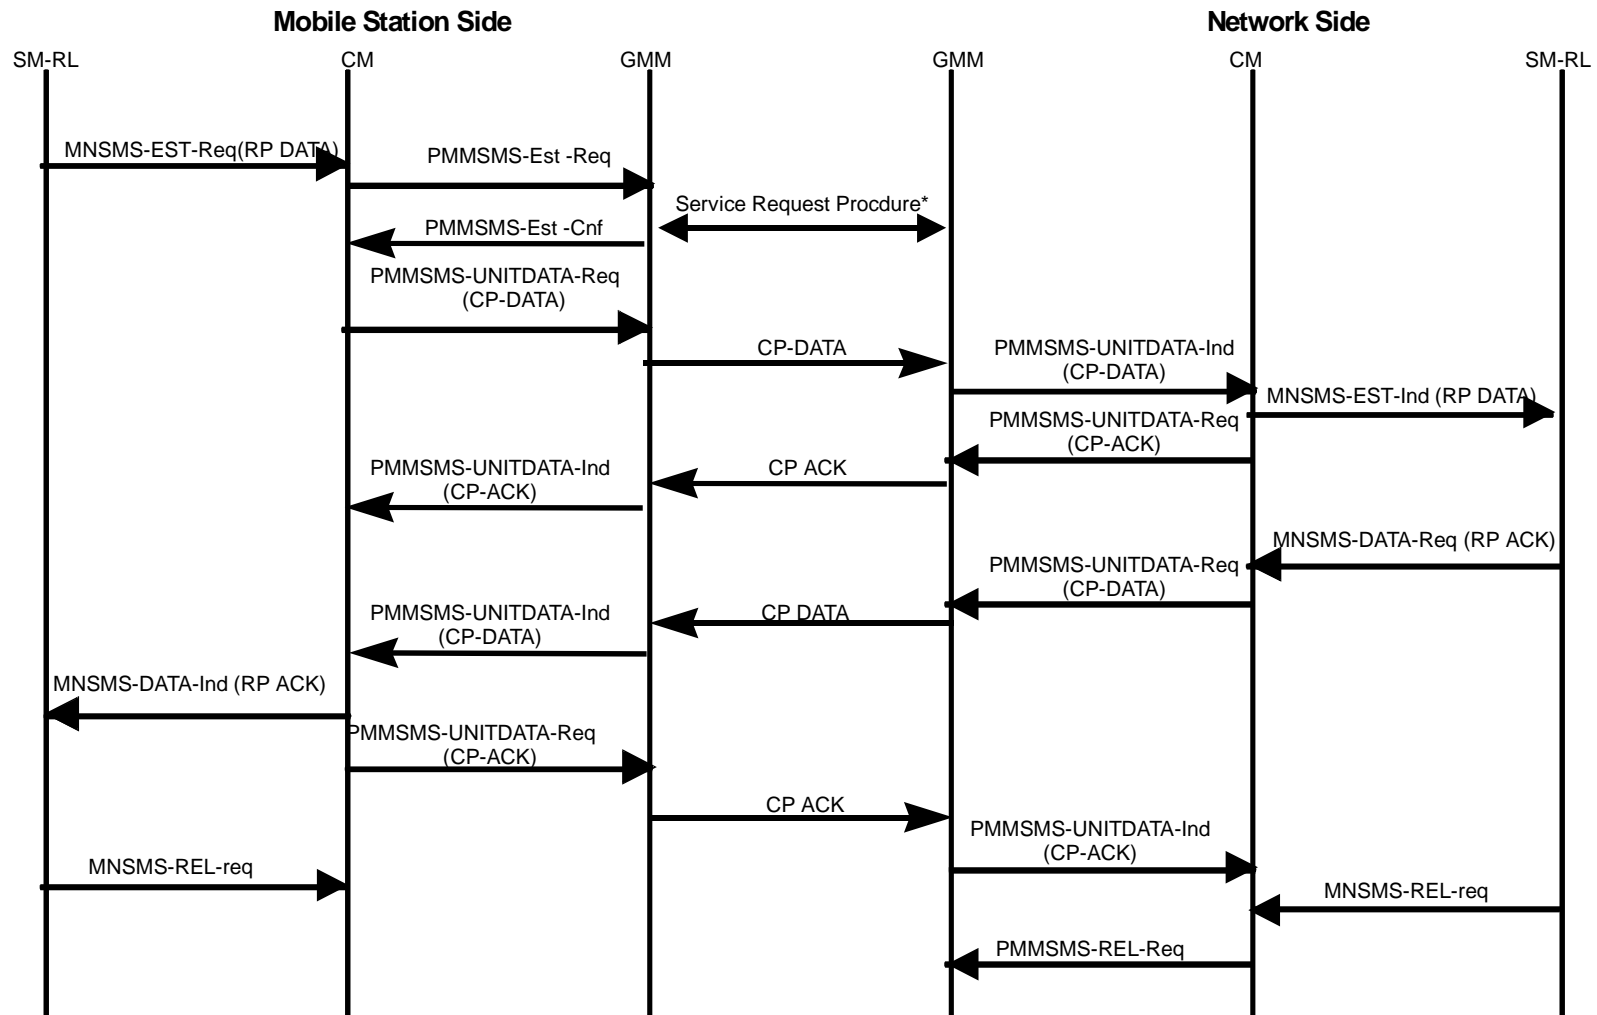 Mobile Station Side
Network Side
SM-RL
CM
GMM
GMM
CM
SM-RL
MNSMS-EST-Req(RP DATA)
PMMSMS-Est -Req
Service Request Procdure*
PMMSMS-Est -Cnf
PMMSMS-UNITDATA-Req
(CP-DATA)
CP-DATA
PMMSMS-UNITDATA-Ind
(CP-DATA)
MNSMS-EST-Ind (RP DATA)
PMMSMS-UNITDATA-Req
(CP-ACK)
CP ACK
PMMSMS-UNITDATA-Ind
(CP-ACK)
MNSMS-DATA-Req (RP ACK)
PMMSMS-UNITDATA-Req
(CP-DATA)
CP DATA
PMMSMS-UNITDATA-Ind
(CP-DATA)
MNSMS-DATA-Ind (RP ACK)
PMMSMS-UNITDATA-Req
(CP-ACK)
CP ACK
PMMSMS-UNITDATA-Ind
(CP-ACK)
MNSMS-REL-req
MNSMS-REL-req
PMMSMS-REL-Req